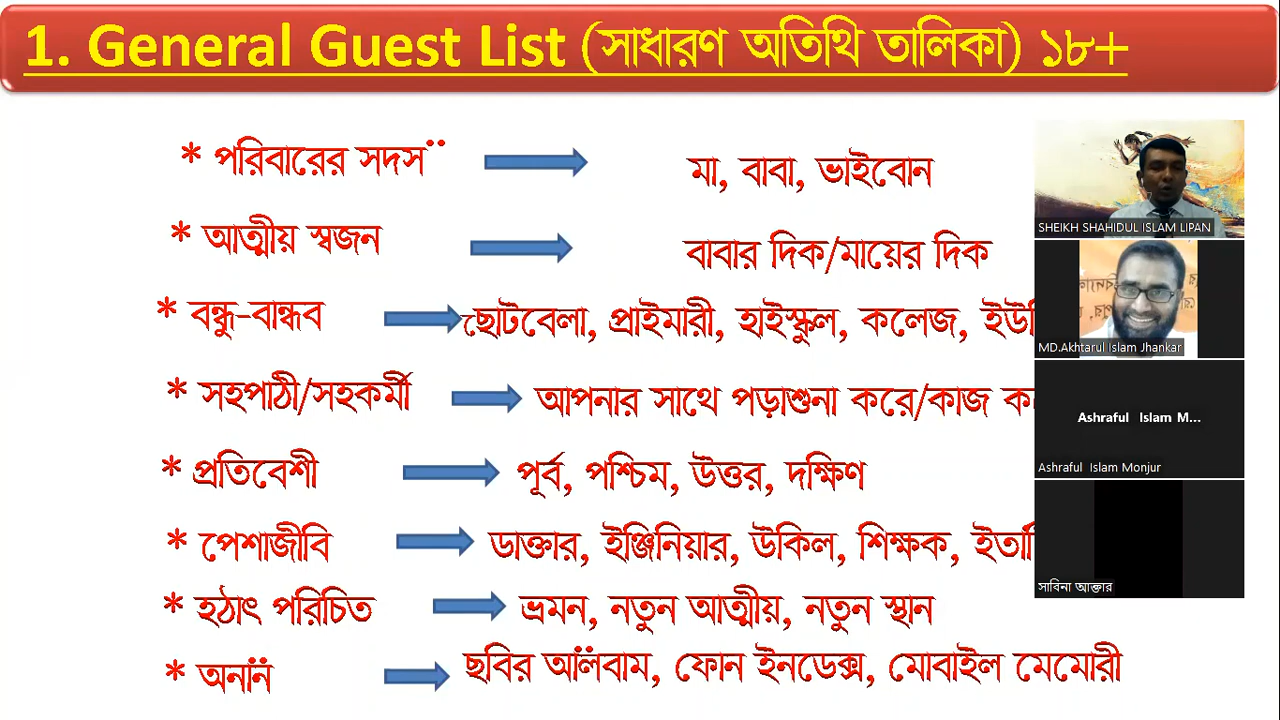 1. General Guest List (সাধারণ অতিথি তালিকা) ১৮+
* পরিবারের সদস¨ মা, বাবা, ভাইবোন
* আত্মীয় স্বজন বাবার দিক/মায়ের দিক
* বন্ধু-বান্ধব ছোটবেলা, প্রাইমারী, হাইস্কুল, কলেজ,
* সহপাঠী/সহকর্মী আপনার সাথে পড়াশুনা করে/কাজ
* প্রতিবেশী পূর্ব, পশ্চিম, উত্তর, দক্ষিণ
* পেশাজীবি ডাক্তার, ইঞ্জিনিয়ার, উকিল, শিক্ষক,
* হঠাৎ পরিচিত ভ্রমন, নতুন আত্মীয়, নতুন স্থান
* ছবির ফোন ইনডেক্স, মোবাইল মেমোরী
SHEIKH SHAHIDUL ISLAM LIPAN
MD.Akhtarul Islam Jhankar
Ashraful Islam M...
Ashraful Islam Monjur
সাবিনা আক্তার